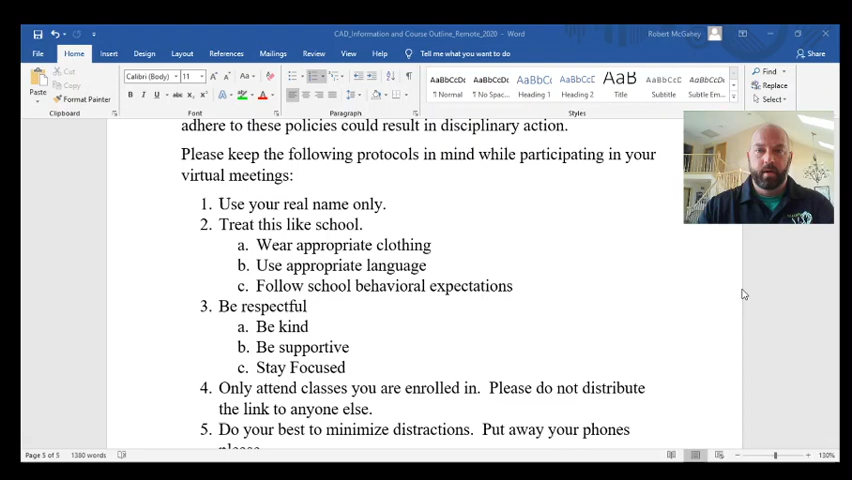 CAD_Information and Course Outline_Remote_2020 - Word
Robert McGahey
File Home Insert Design Layout References Mailings Review View Help Tell me what you want to do Share
Paste
Cut
Copy
Format Painter
Clipboard
Calibri (Body) 11
Font
Paragraph
AaBbCcDc AaBbCcDc AaBbCc AaBbCcD AaB AaBbCcD AaBbCcDc
¶ Normal ¶ No Spac... Heading 1 Heading 2 Title Subtitle Subtle Em...
Styles
Find
Replace
Select
adhere to these policies could result in disciplinary action.
Please keep the following protocols in mind while participating in your
virtual meetings:
1. Use your real name only.
2. Treat this like school.
a. Wear appropriate clothing
b. Use appropriate language
c. Follow school behavioral expectations
3. Be respectful
a. Be kind
b. Be supportive
c. Stay Focused
4. Only attend classes you are enrolled in. Please do not distribute
the link to anyone else.
5. Do your best to minimize distractions. Put away your phones
please
Page 5 of 5 1380 words
130%